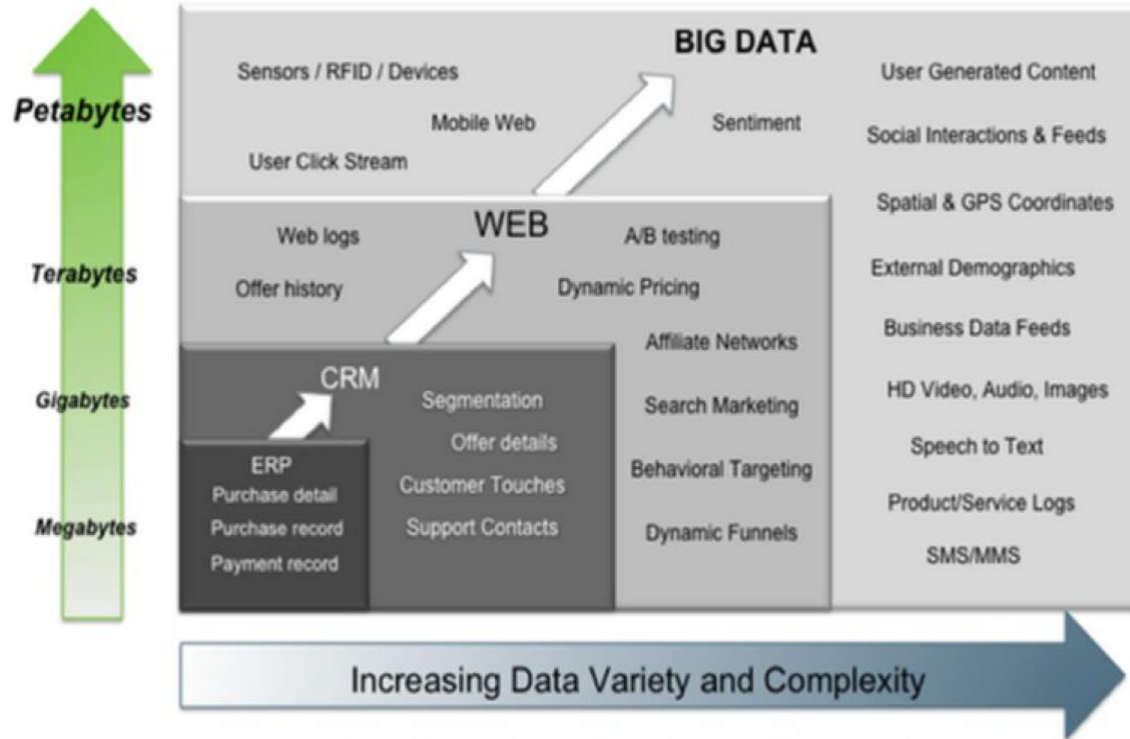 BIG DATA
Sensors / RFID / Devices
User Generated Content
Petabytes
Mobile Web
Sentiment
Social Interactions & Feeds
User Click Stream
Spatial & GPS Coordinates
WEB
Web logs
A/B testing
Terabytes
External Demographics
Offer history
Dynamic Pricing
Business Data Feeds
Affiliate Networks
CRM
Gigabytes
Segmentation
Search Marketing
HD Video, Audio, Images
Offer details
Speech to Text
ERP
Behavioral Targeting
Purchase detail
Customer Touches
Product/Service Logs
Megabytes
Purchase record
Support Contacts
Dynamic Funnels
SMS/MMS
Payment record
Increasing Data Variety and Complexity